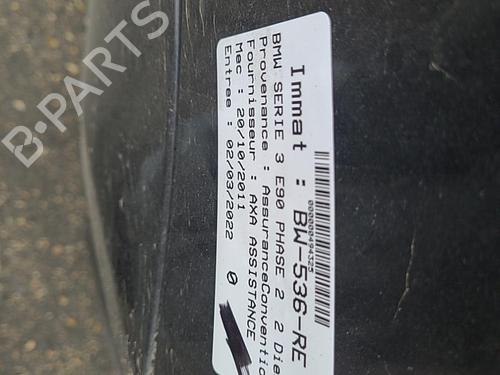 Immat : BW-536-RE
000000494325
BMW SERIE 3 E90 PHASE 2 2 Die
Provenance : AssuranceConventio
Fournisseur : AXA ASSISTANCE
Mec : 20/10/2011
Entree : 02/03/2022 0
B-PARTS